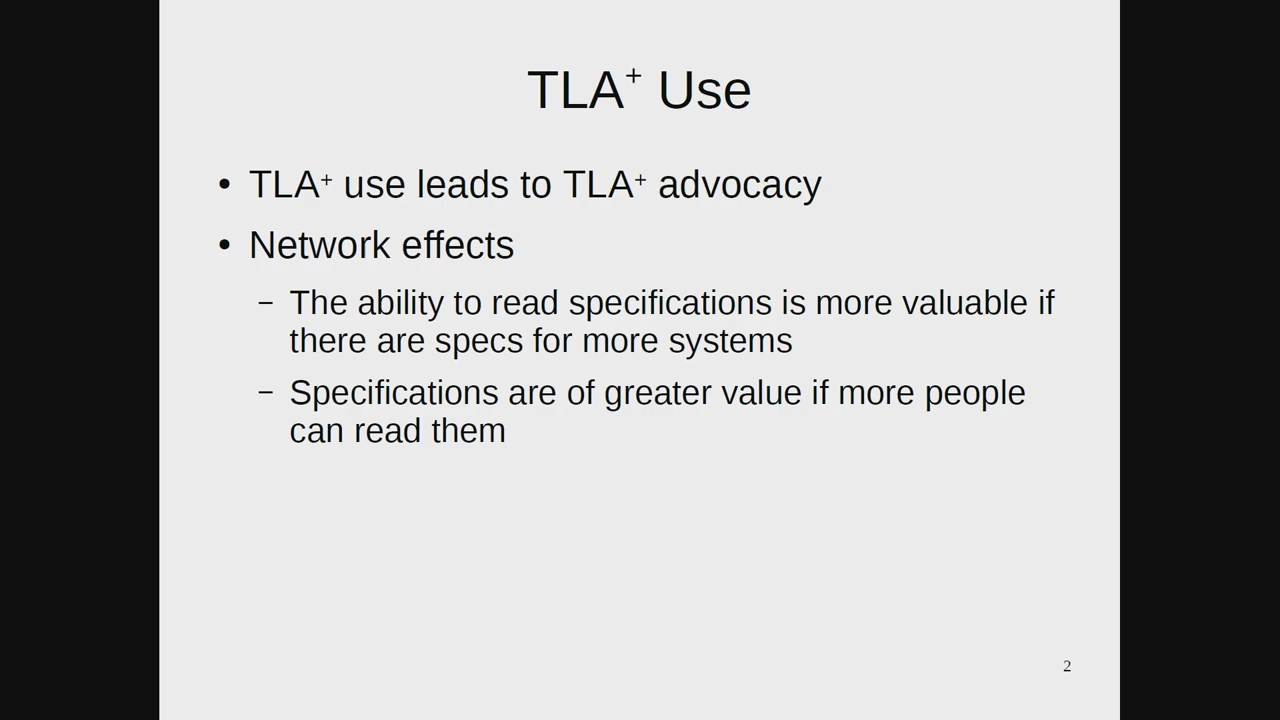 TLA⁺ Use
• TLA⁺ use leads to TLA⁺ advocacy
• Network effects
– The ability to read specifications is more valuable if
there are specs for more systems
– Specifications are of greater value if more people
can read them
2